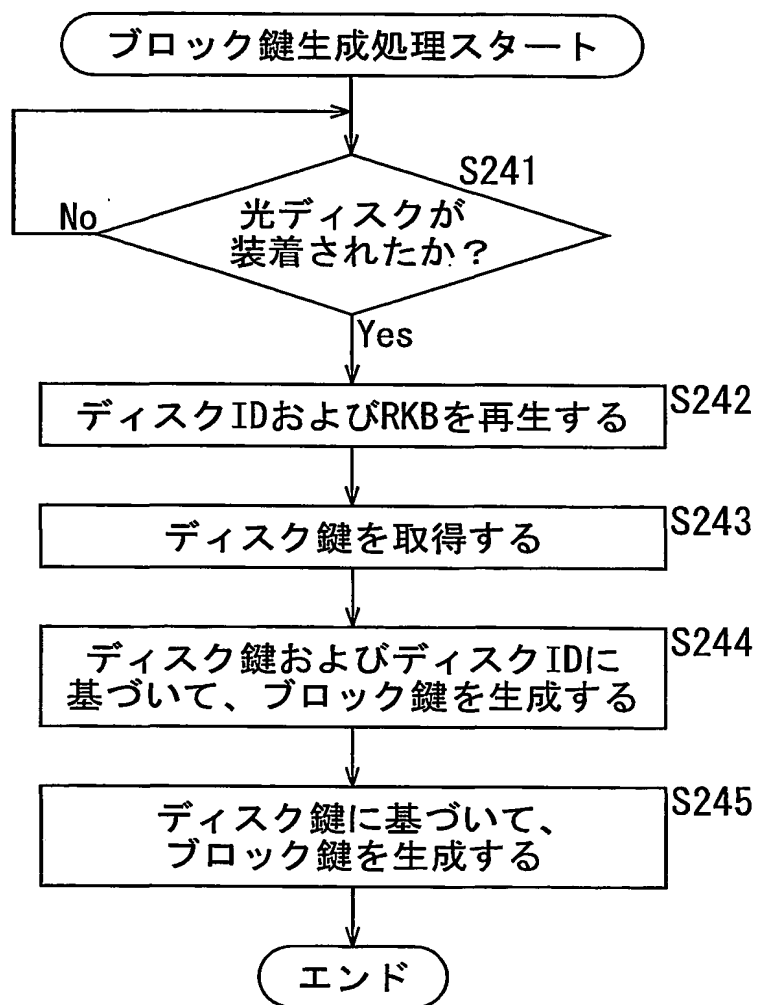 ブロック鍵生成処理スタート
S241
No
光ディスクが
装着されたか？
Yes
ディスクIDおよびRKBを再生する
S242
ディスク鍵を取得する
S243
ディスク鍵およびディスクIDに
基づいて、ブロック鍵を生成する
S244
ディスク鍵に基づいて、
ブロック鍵を生成する
S245
エンド